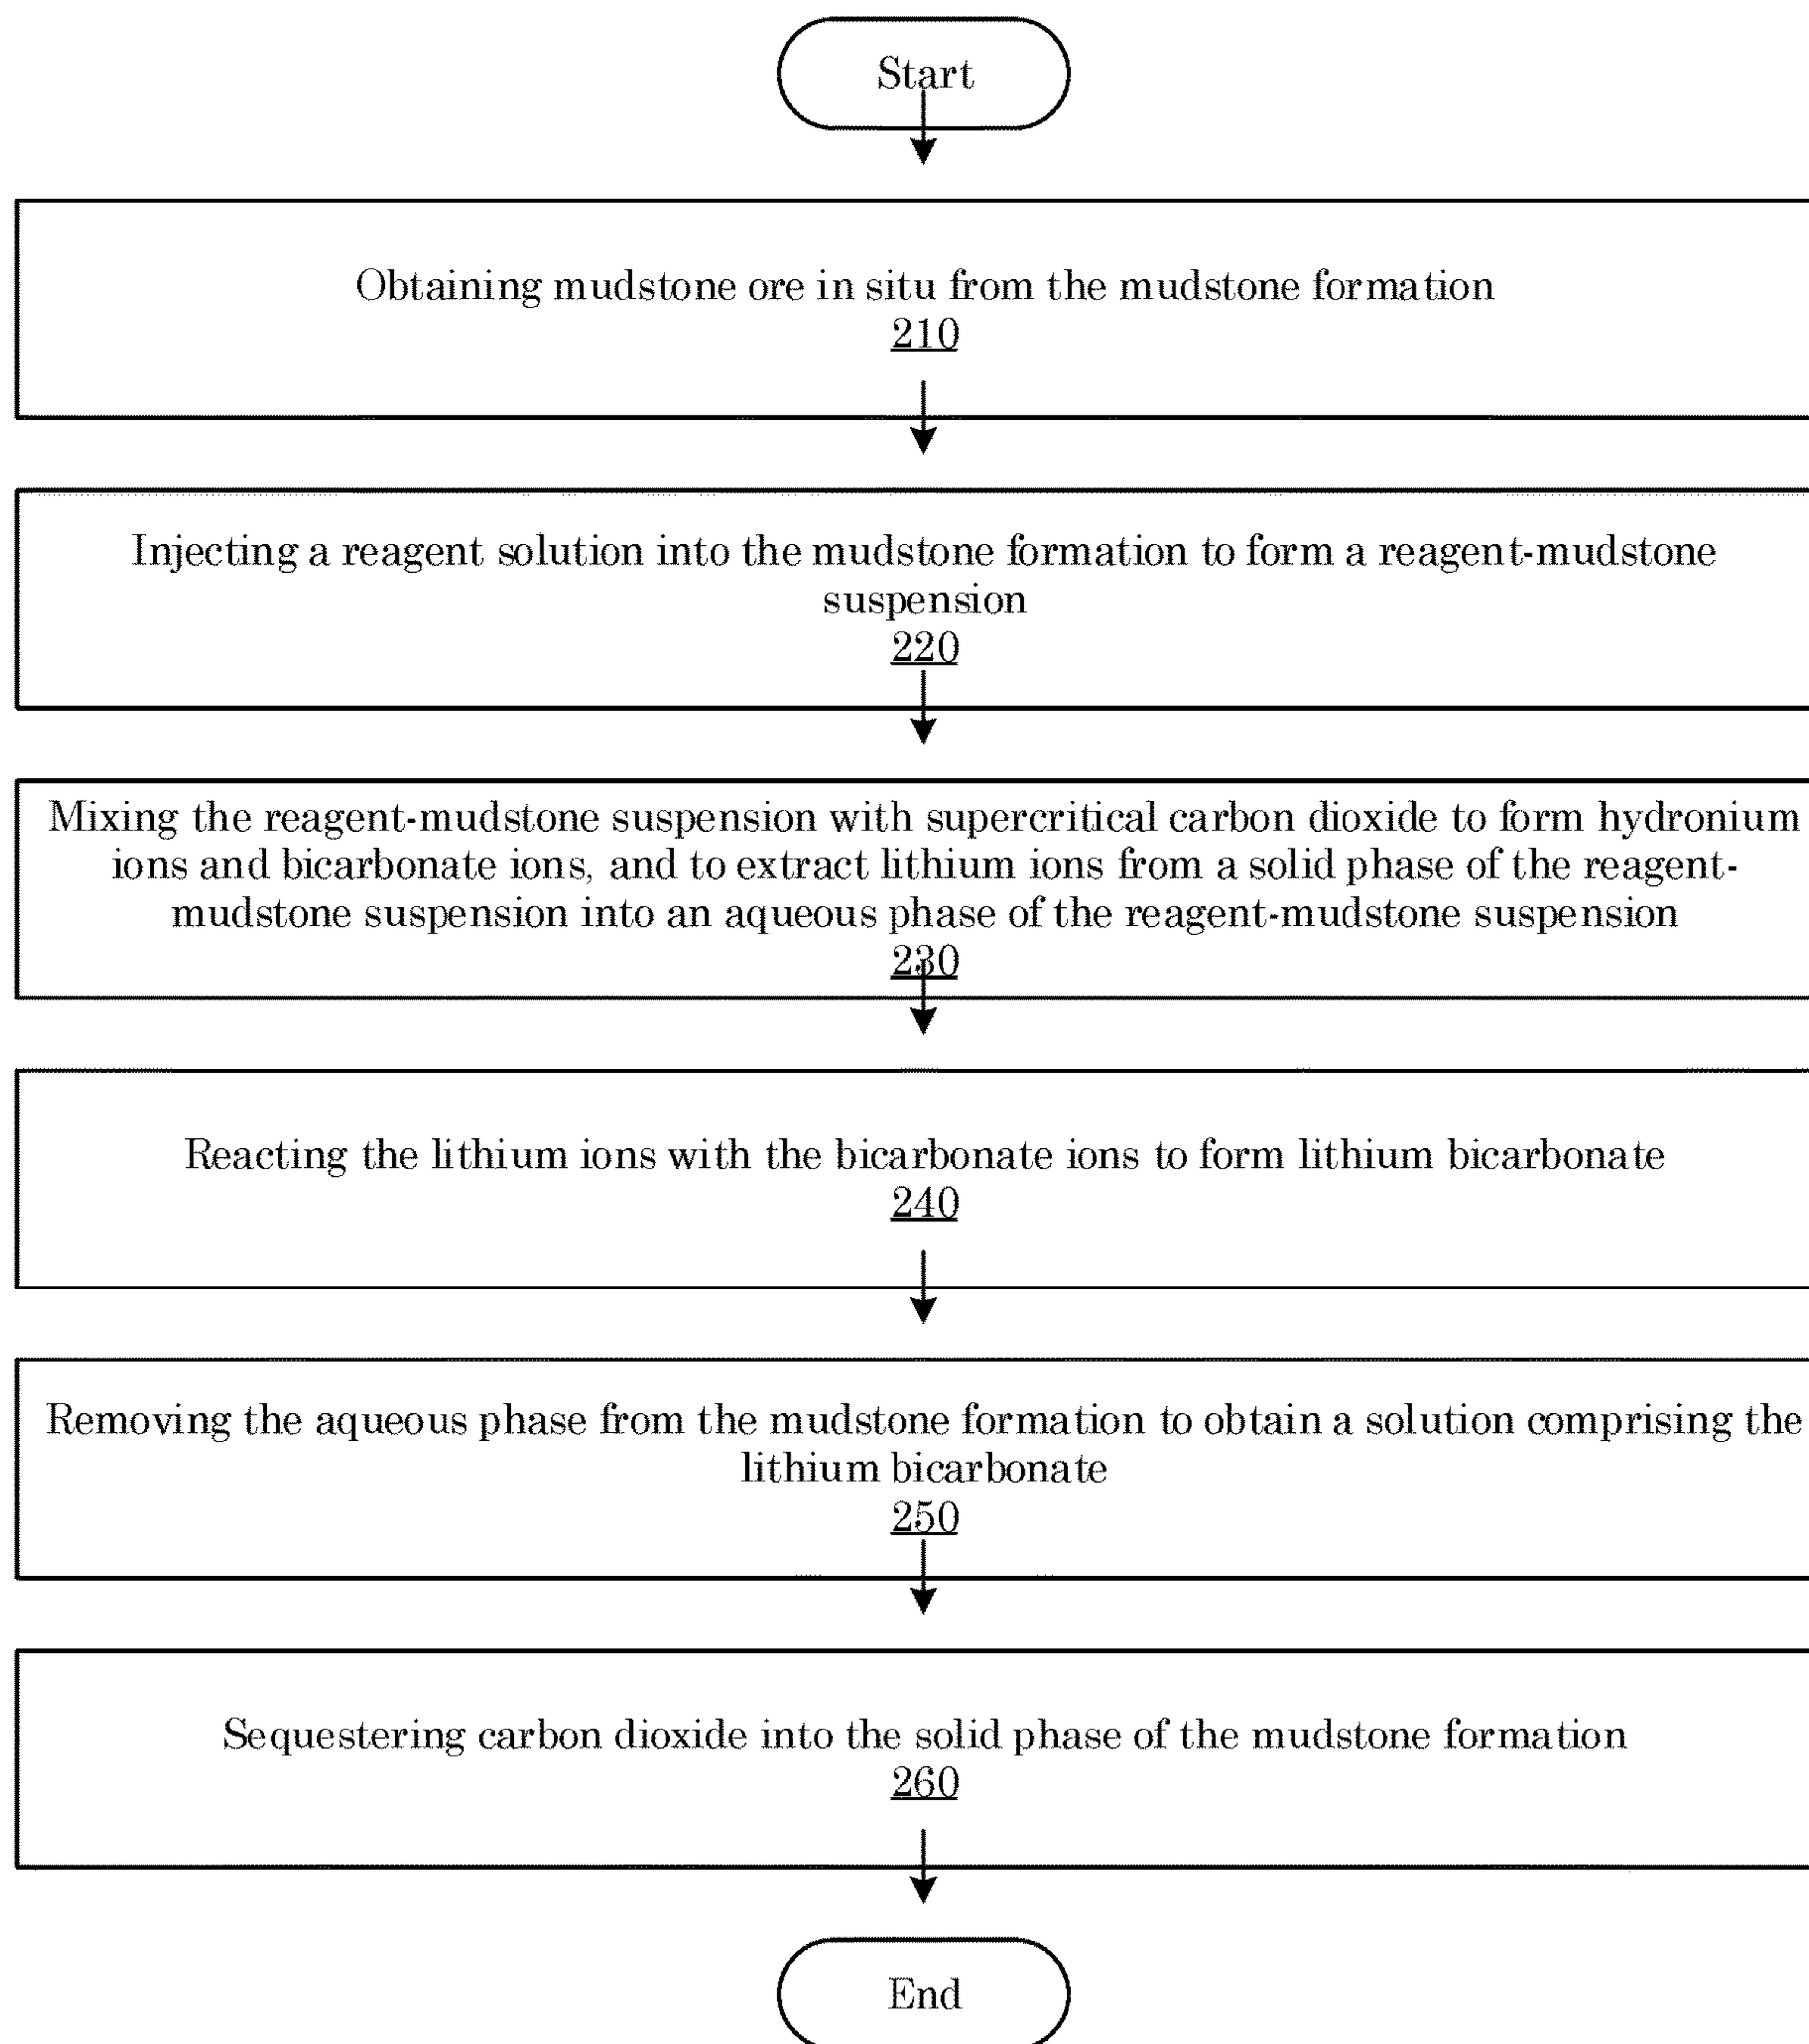 Start
Obtaining mudstone ore in situ from the mudstone formation
210
Injecting a reagent solution into the mudstone formation to form a reagent-mudstone
suspension
220
Mixing the reagent-mudstone suspension with supercritical carbon dioxide to form hydronium
ions and bicarbonate ions, and to extract lithium ions from a solid phase of the reagent-
mudstone suspension into an aqueous phase of the reagent-mudstone suspension
230
Reacting the lithium ions with the bicarbonate ions to form lithium bicarbonate
240
Removing the aqueous phase from the mudstone formation to obtain a solution comprising the
lithium bicarbonate
250
Sequestering carbon dioxide into the solid phase of the mudstone formation
260
End